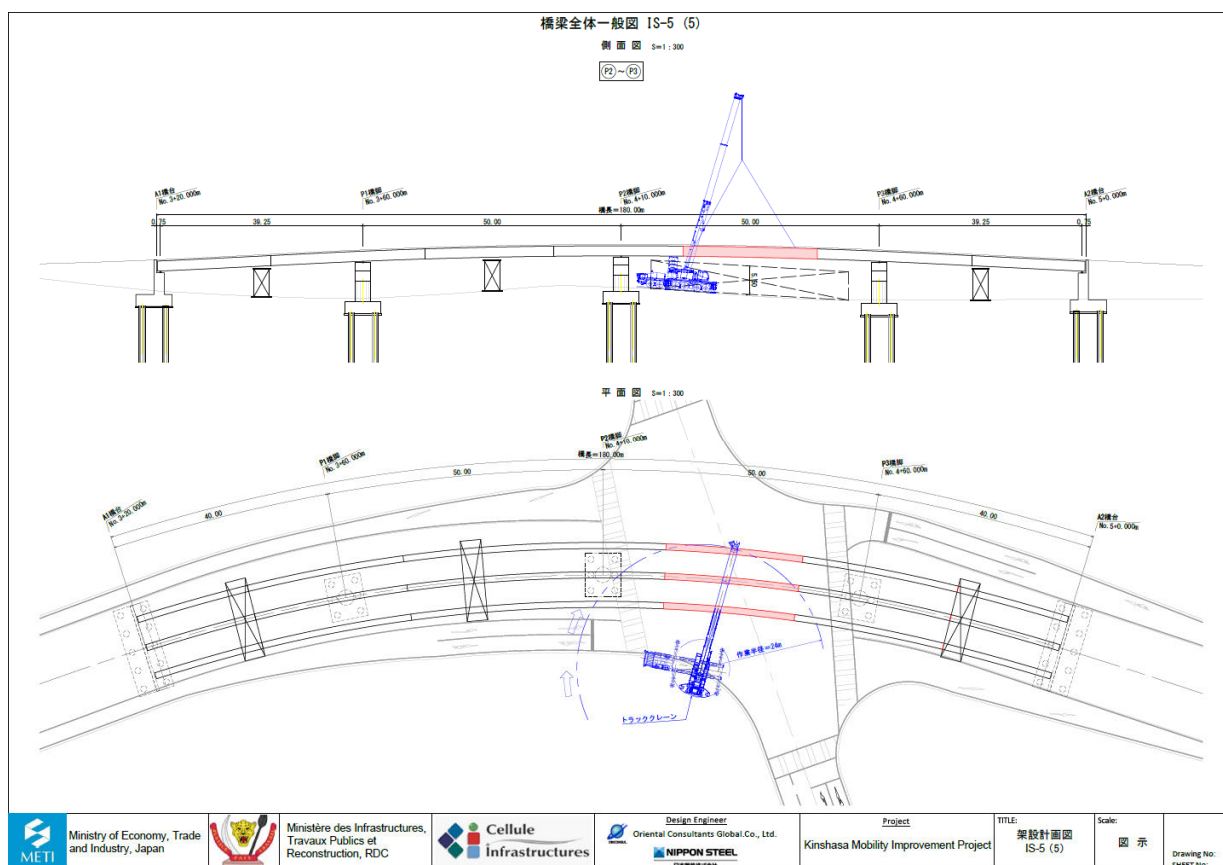 橋梁全体一般図 IS-5 (5)
側 面 図 S=1：300
P2～P3
A1橋台
No.3+20.000m
P1橋脚
No.3+60.000m
P2橋脚
No.4+10.000m
P3橋脚
No.4+60.000m
A2橋台
No.5+0.000m
橋長=180.00m
0.75 39.25 50.00 50.00 39.25 0.75
平 面 図 S=1：300
A1橋台
No.3+20.000m
P1橋脚
No.3+60.000m
P2橋脚
No.4+10.000m
P3橋脚
No.4+60.000m
A2橋台
No.5+0.000m
橋長=180.00m
40.00 50.00 50.00 40.00
作業半径=24m
トラッククレーン
METI
Ministry of Economy, Trade
and Industry, Japan
Ministère des Infrastructures,
Travaux Publics et
Reconstruction, RDC
Cellule
Infrastructures
Design Engineer
Oriental Consultants Global.Co., Ltd.
NIPPON STEEL
Project
Kinshasa Mobility Improvement Project
TITLE:
架設計画図
IS-5 (5)
Scale:
図 示
Drawing No: